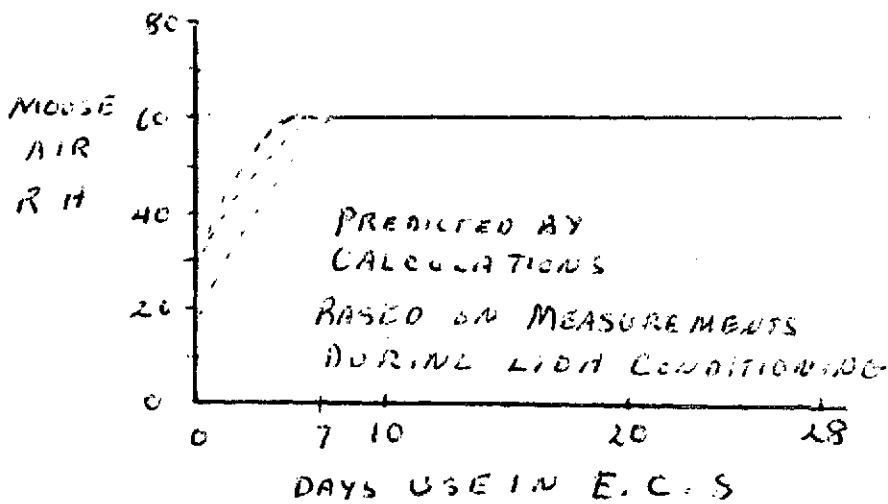 80
MOUSE
AIR
RH
60
40
20
0
PREDICTED BY
CALCULATIONS
BASED ON MEASUREMENTS
DURING LIOH CONDITIONING
0 7 10 20 28
DAYS USE IN E.C.S